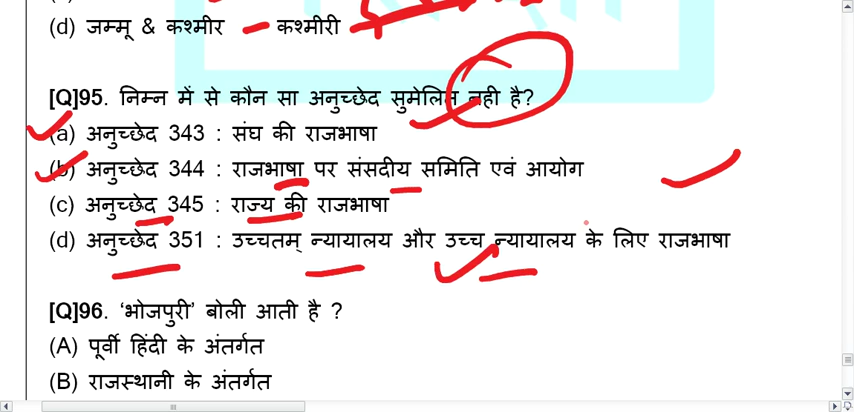 (d) जम्मू & कश्मीर – कश्मीरी
[Q]95. निम्न में से कौन सा अनुच्छेद सुमेलित नही है?
(a) अनुच्छेद 343 : संघ की राजभाषा
(b) अनुच्छेद 344 : राजभाषा पर संसदीय समिति एवं आयोग
(c) अनुच्छेद 345 : राज्य की राजभाषा
(d) अनुच्छेद 351 : उच्चतम् न्यायालय और उच्च न्यायालय के लिए राजभाषा
[Q]96. ‘भोजपुरी’ बोली आती है ?
(A) पूर्वी हिंदी के अंतर्गत
(B) राजस्थानी के अंतर्गत